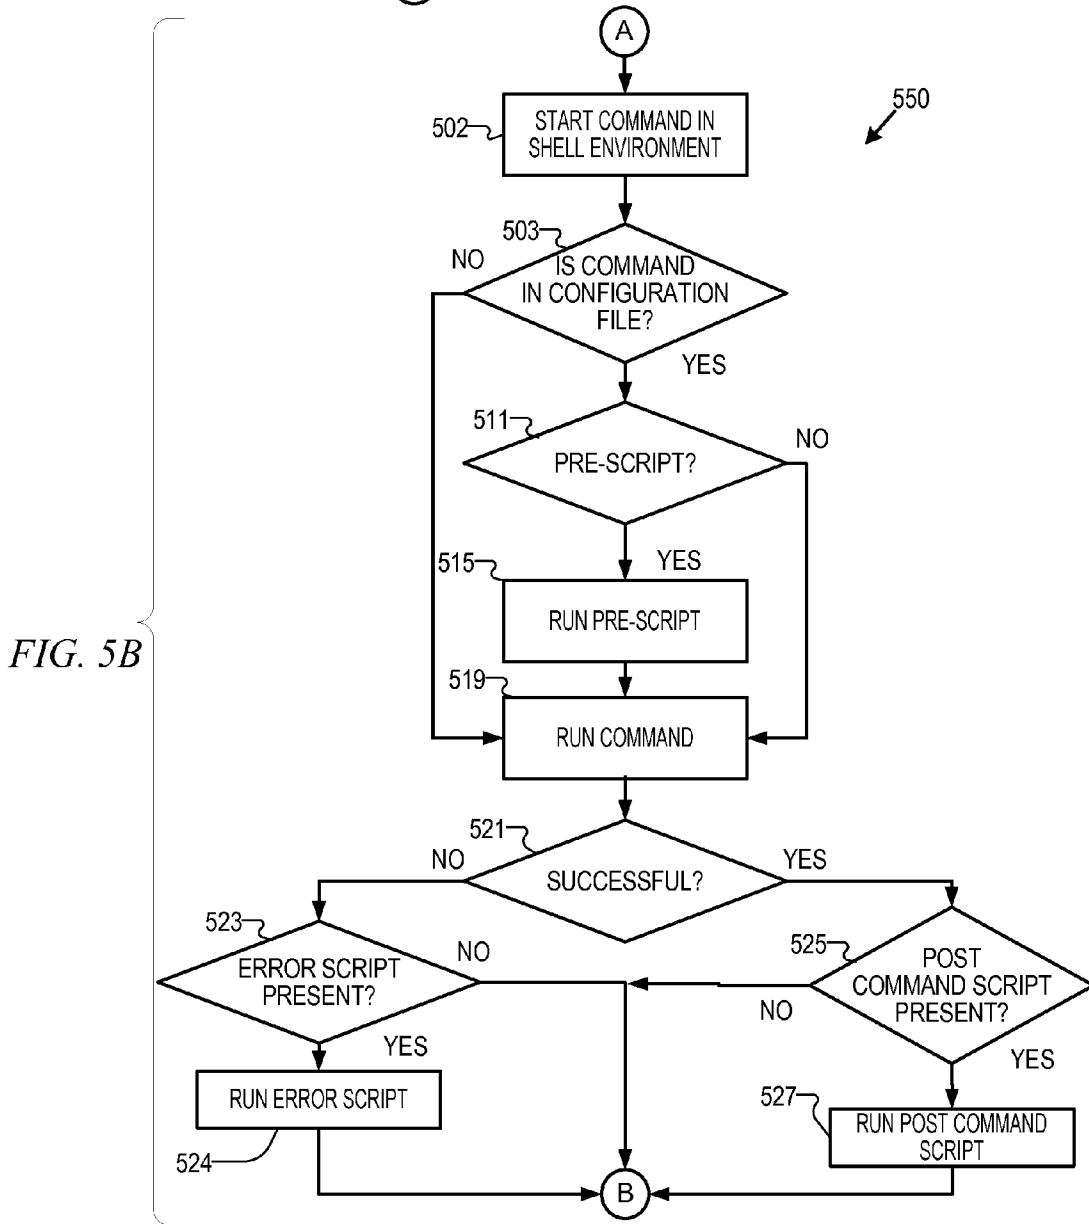 A
550
502
START COMMAND IN
SHELL ENVIRONMENT
503
NO
IS COMMAND
IN CONFIGURATION
FILE?
YES
511
NO
PRE-SCRIPT?
515
YES
RUN PRE-SCRIPT
FIG. 5B
519
RUN COMMAND
521
NO
YES
SUCCESSFUL?
523
NO
ERROR SCRIPT
PRESENT?
525
POST
COMMAND SCRIPT
PRESENT?
NO
YES
YES
RUN ERROR SCRIPT
524
527
RUN POST COMMAND
SCRIPT
B